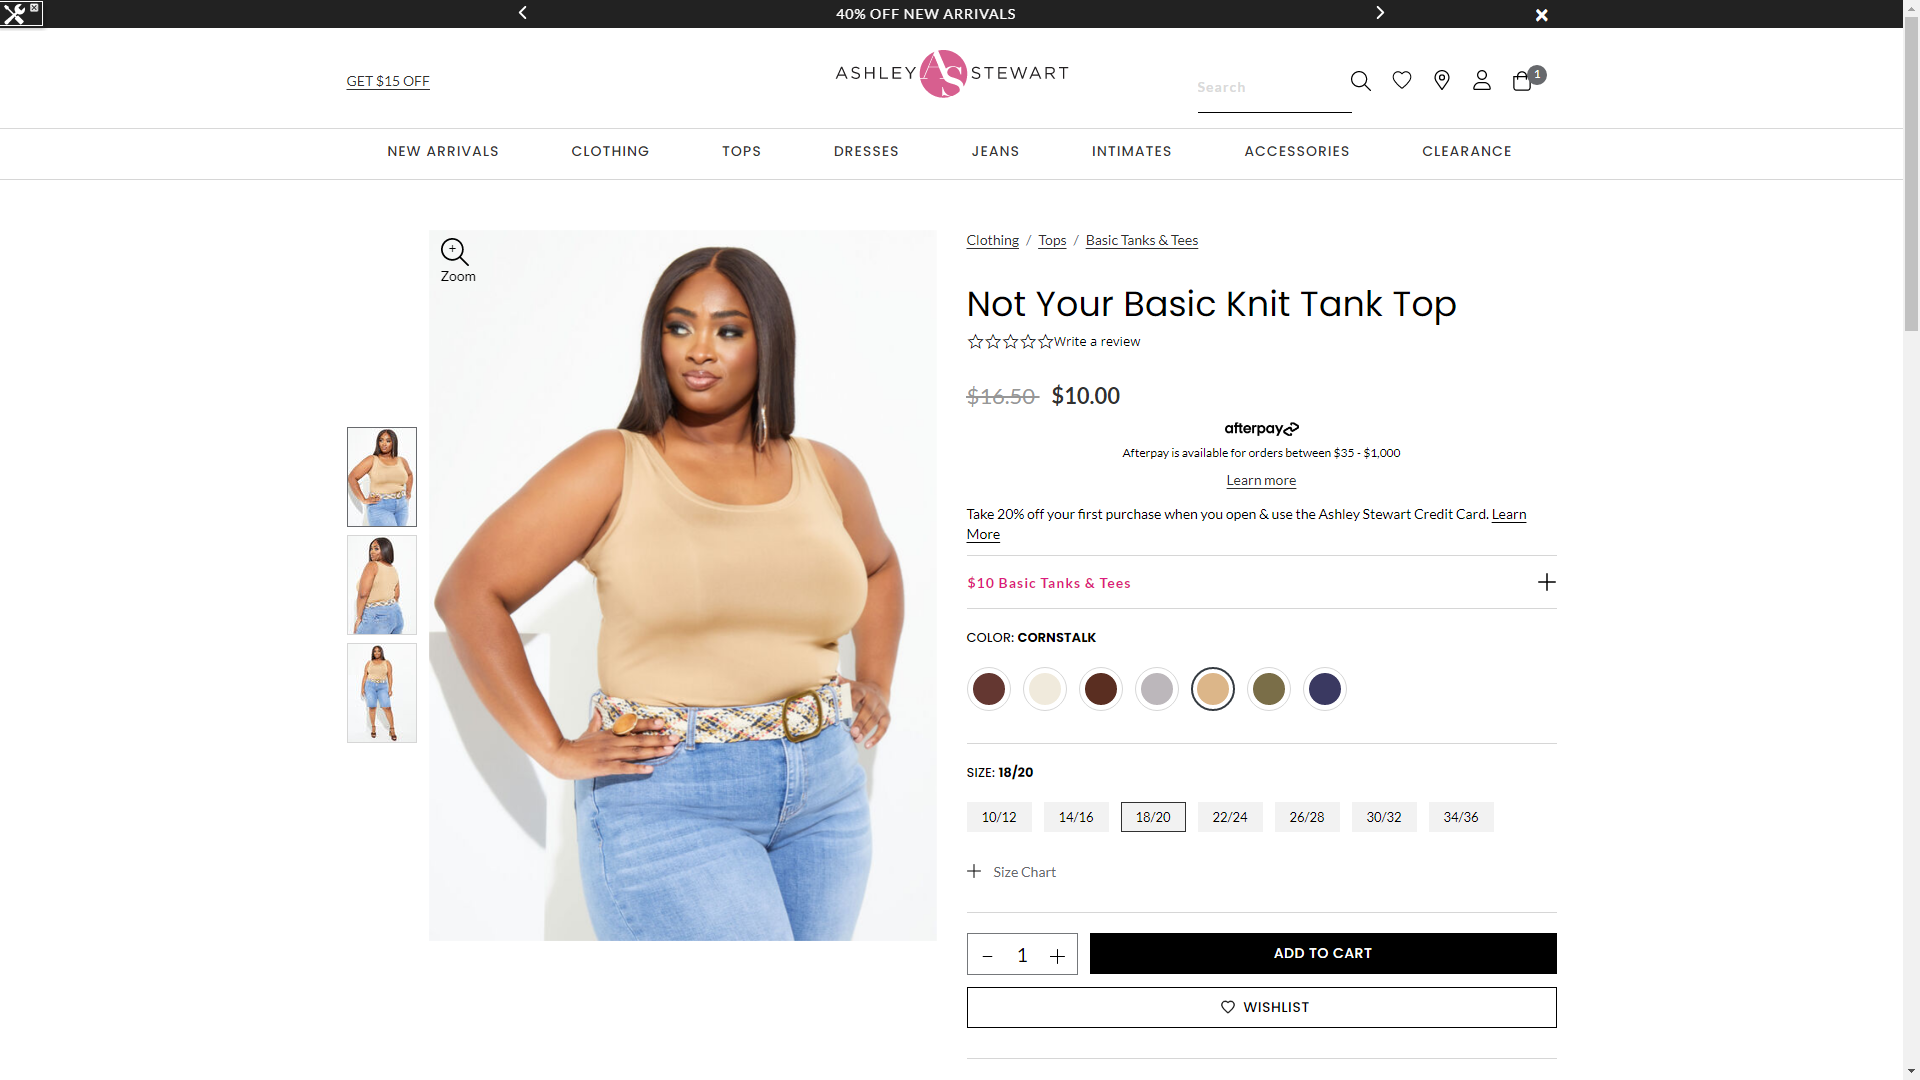 40% OFF NEW ARRIVALS
GET $15 OFF
ASHLEY AS STEWART
Search
1
NEW ARRIVALS
CLOTHING
TOPS
DRESSES
JEANS
INTIMATES
ACCESSORIES
CLEARANCE
Zoom
Clothing / Tops / Basic Tanks & Tees
Not Your Basic Knit Tank Top
Write a review
$16.50 $10.00
afterpay
Afterpay is available for orders between $35 - $1,000
Learn more
Take 20% off your first purchase when you open & use the Ashley Stewart Credit Card. Learn
More
$10 Basic Tanks & Tees
COLOR: CORNSTALK
SIZE: 18/20
10/12
14/16
18/20
22/24
26/28
30/32
34/36
Size Chart
- 1 +
ADD TO CART
WISHLIST